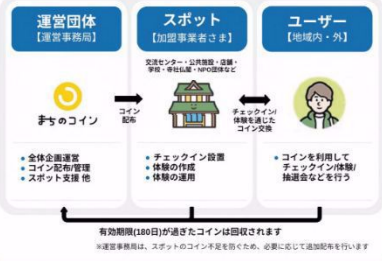 運営団体
【運営事務局】
スポット
【加盟事業者さま】
ユーザー
【地域内・外】
交流センター・公共施設・店舗・
学校・寺社仏閣・NPO団体など
まちのコイン
コイン
配布
チェックイン/
体験を通じた
コイン交換
• 全体企画運営
• コイン配布/管理
• スポット支援 他
• チェックイン設置
• 体験の作成
• 体験の運用
• コインを利用して
チェックイン/体験/
抽選会などを行う
有効期限(180日)が過ぎたコインは回収されます
※運営事務局は、スポットのコイン不足を防ぐため、必要に応じて追加配布を行います